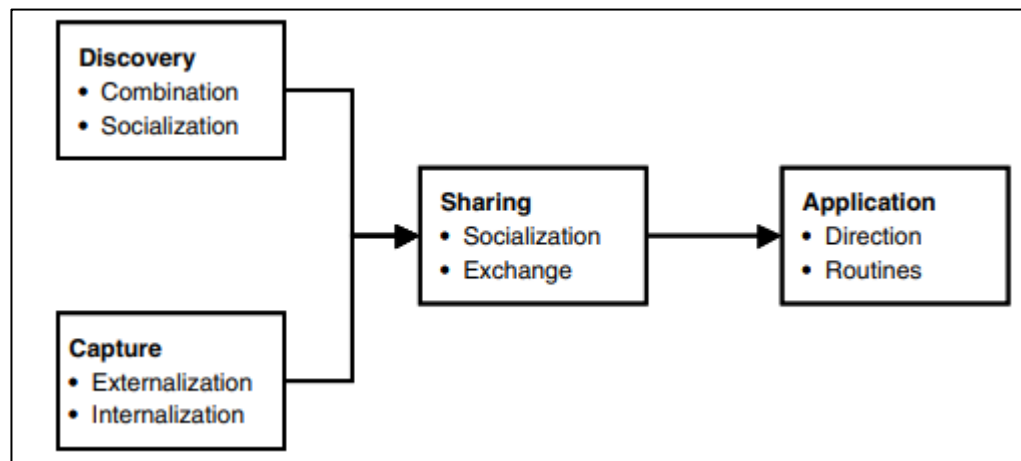 Discovery
• Combination
• Socialization
Capture
• Externalization
• Internalization
Sharing
• Socialization
• Exchange
Application
• Direction
• Routines